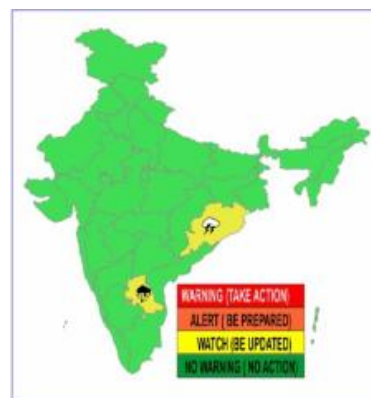 WARNING (TAKE ACTION)
ALERT ( BE PREPARED)
WATCH (BE UPDATED)
NO WARNING ( NO ACTION)